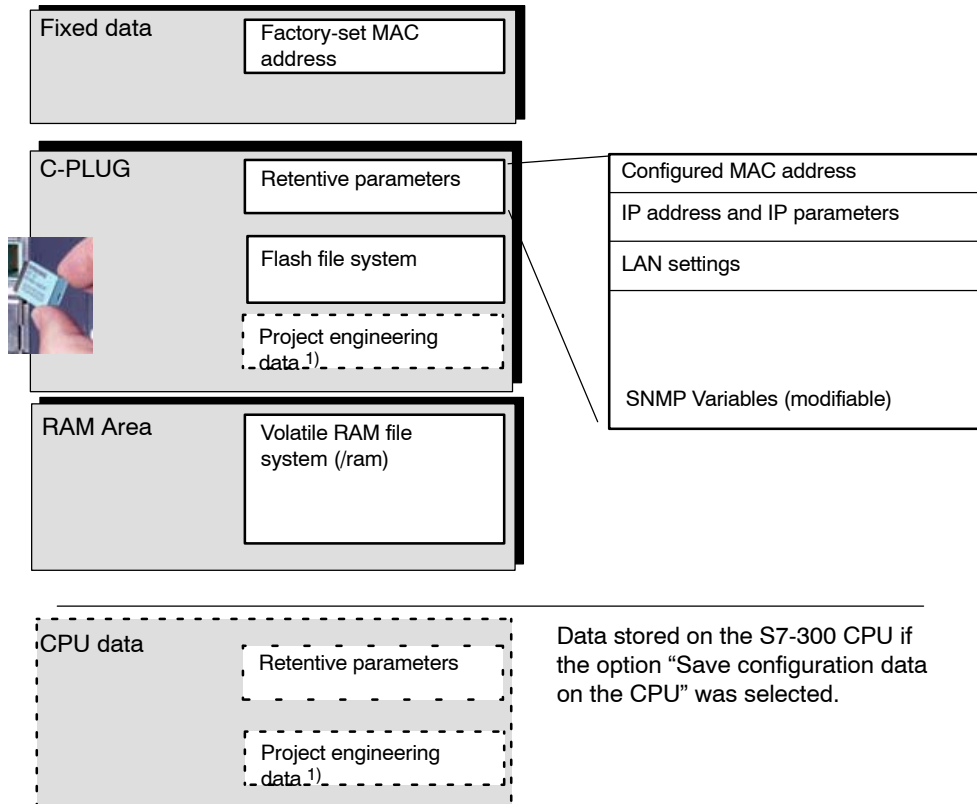 Fixed data
Factory-set MAC
address
C-PLUG
Retentive parameters
Flash file system
Project engineering
data 1)
Configured MAC address
IP address and IP parameters
LAN settings
SNMP Variables (modifiable)
RAM Area
Volatile RAM file
system (/ram)
CPU data
Retentive parameters
Project engineering
data 1)
Data stored on the S7-300 CPU if
the option “Save configuration data
on the CPU” was selected.